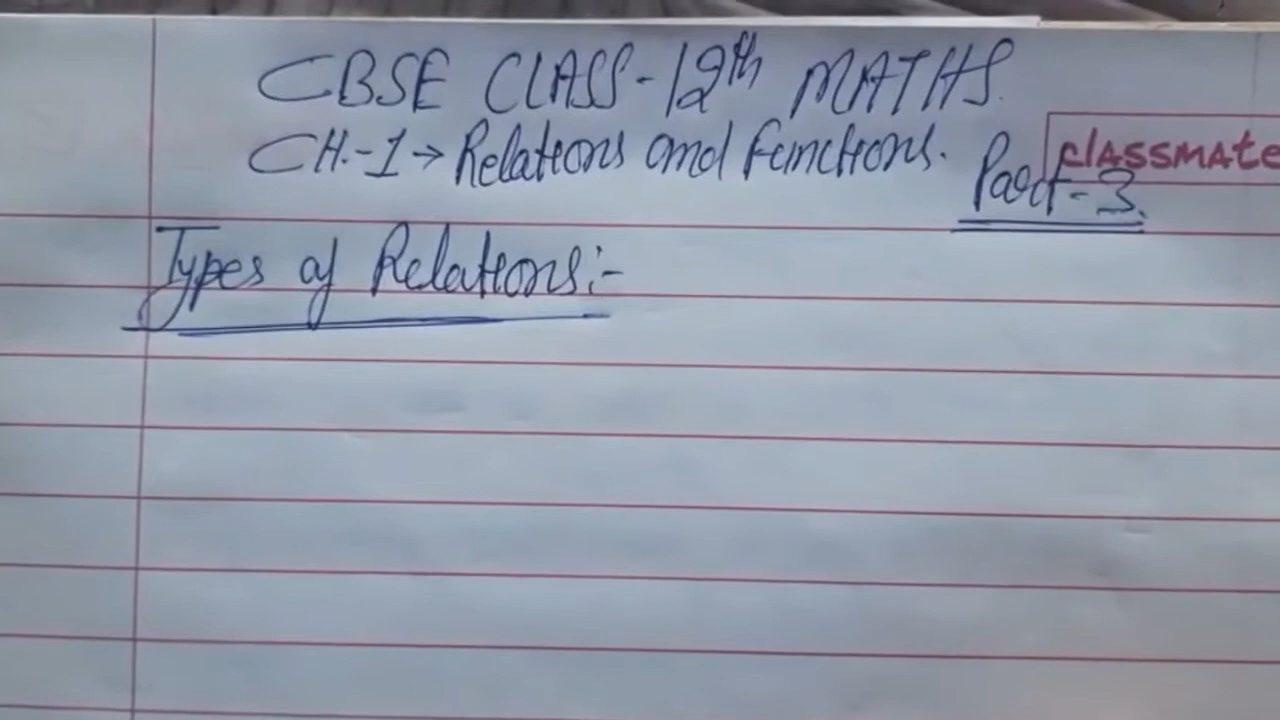 CBSE CLASS-12th MATHS.
CH.-1→ Relations and functions.
classmate
Part-3.
Types of Relations:-